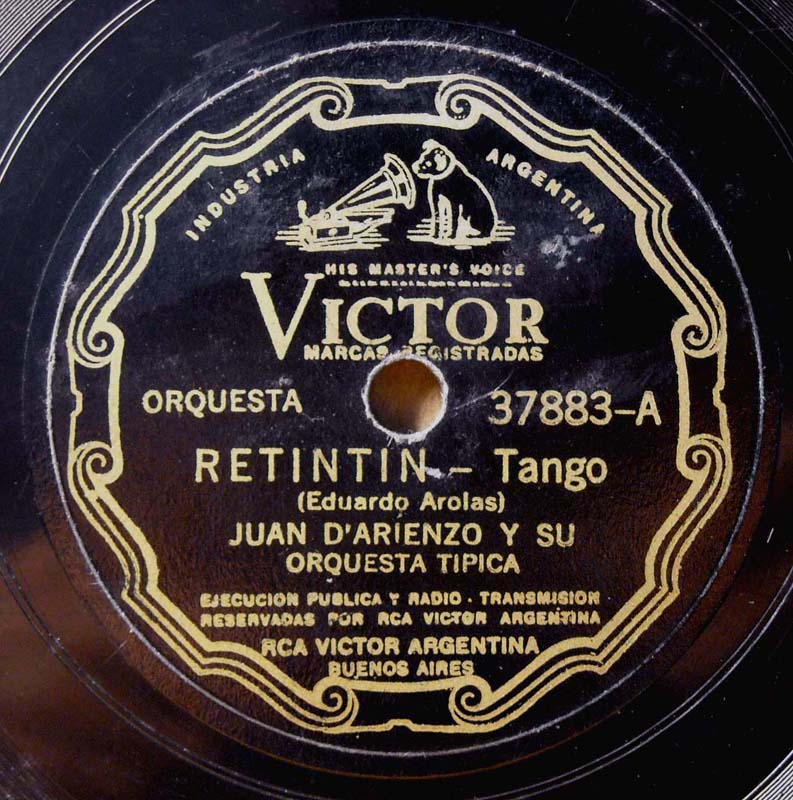 INDUSTRIA ARGENTINA
HIS MASTER'S VOICE
VICTOR
MARCAS REGISTRADAS
ORQUESTA 37883-A
RETINTIN - Tango
(Eduardo Arolas)
JUAN D'ARIENZO Y SU
ORQUESTA TIPICA
EJECUCION PUBLICA Y RADIO - TRANSMISION
RESERVADAS POR RCA VICTOR ARGENTINA
RCA VICTOR ARGENTINA
BUENOS AIRES